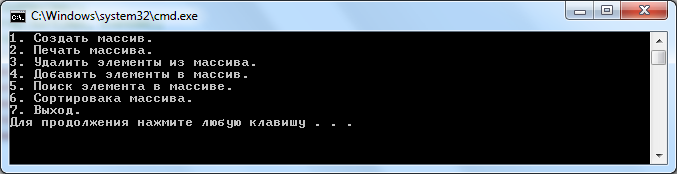 C:\Windows\system32\cmd.exe
1. Создать массив.
2. Печать массива.
3. Удалить элементы из массива.
4. Добавить элементы в массив.
5. Поиск элемента в массиве.
6. Сортировака массива.
7. Выход.
Для продолжения нажмите любую клавишу . . .